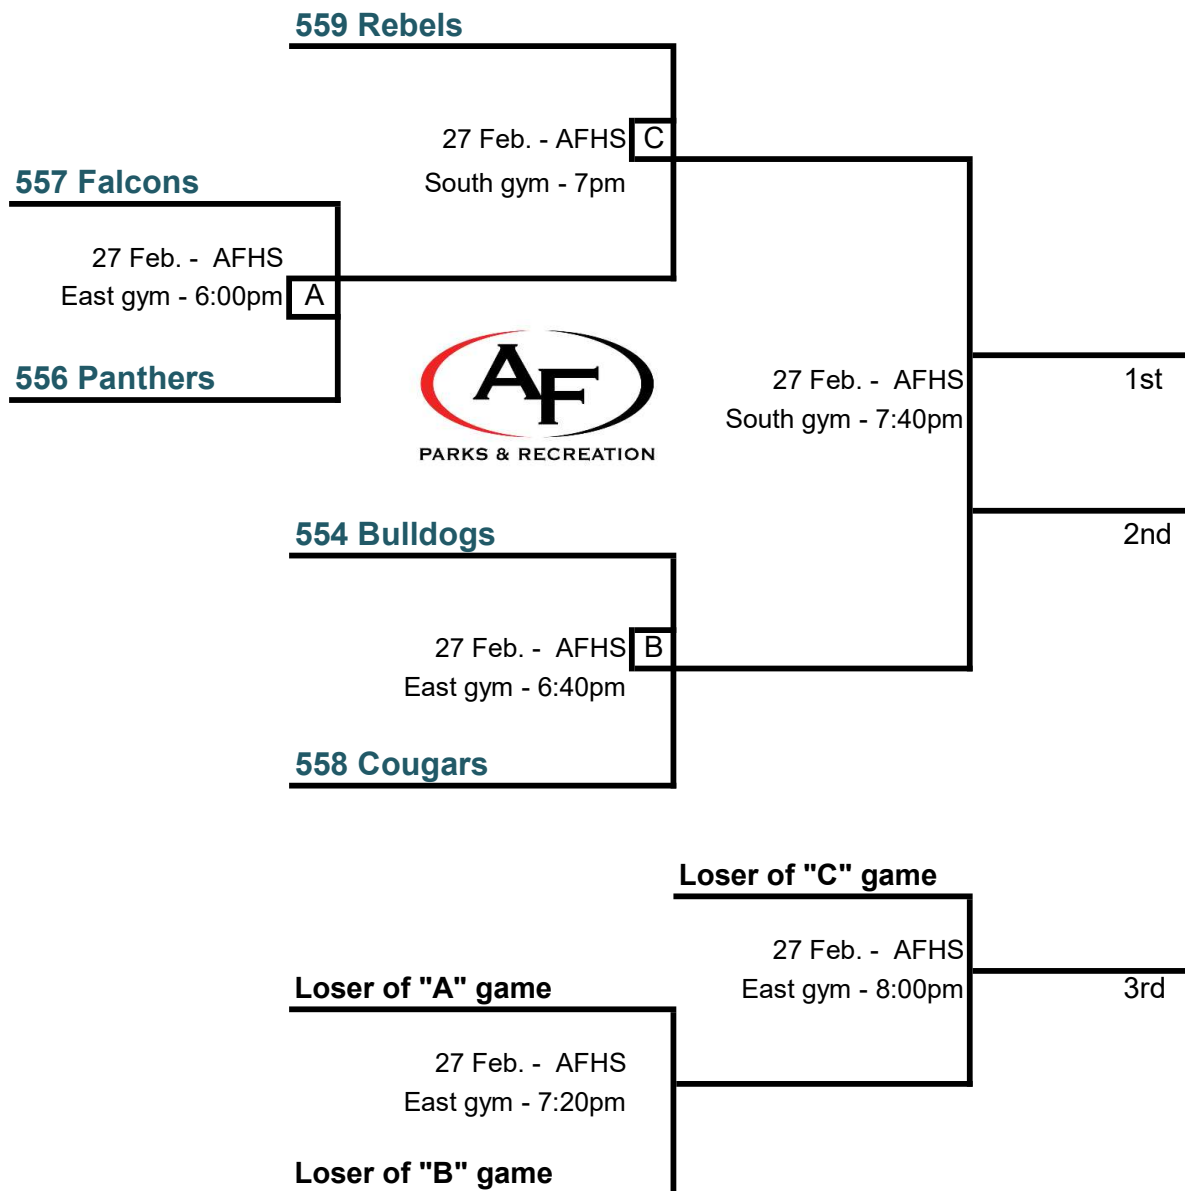 559 Rebels
27 Feb. - AFHS
C
South gym - 7pm
557 Falcons
27 Feb. - AFHS
East gym - 6:00pm
A
556 Panthers
AF
PARKS & RECREATION
27 Feb. - AFHS
South gym - 7:40pm
1st
2nd
554 Bulldogs
27 Feb. - AFHS
B
East gym - 6:40pm
558 Cougars
Loser of "C" game
27 Feb. - AFHS
East gym - 8:00pm
3rd
Loser of "A" game
27 Feb. - AFHS
East gym - 7:20pm
Loser of "B" game